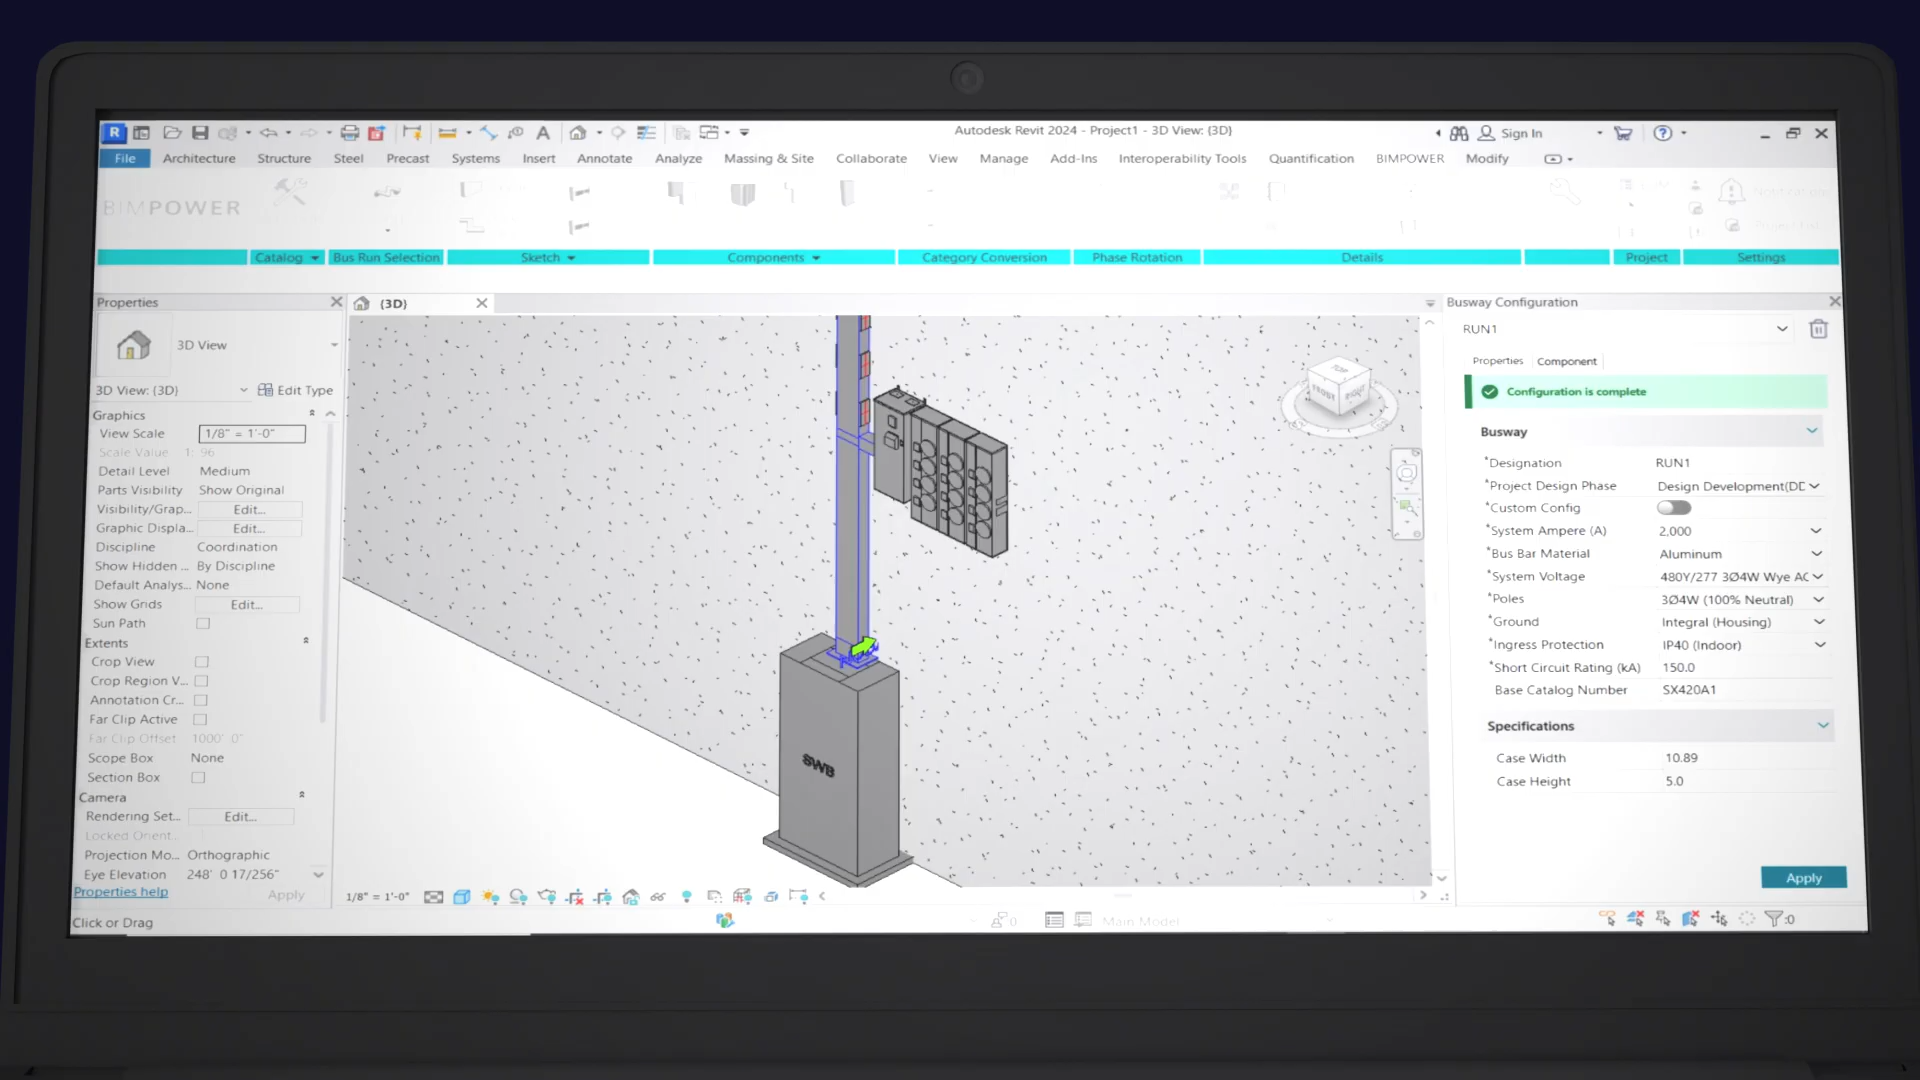 Autodesk Revit 2024 - Project1 - 3D View: {3D}
Sign In
File Architecture Structure Steel Precast Systems Insert Annotate Analyze Massing & Site Collaborate View Manage Add-Ins Interoperability Tools Quantification BIMPOWER Modify
BIMPOWER
Catalog Bus Run Selection Sketch Components Category Conversion Phase Rotation Details Project Settings
Properties
{3D}
Busway Configuration
3D View
3D View: {3D}
Edit Type
Graphics
View Scale 1/8" = 1'-0"
Scale Value 1: 96
Detail Level Medium
Parts Visibility Show Original
Visibility/Grap... Edit...
Graphic Displa... Edit...
Discipline Coordination
Show Hidden ... By Discipline
Default Analys... None
Show Grids Edit...
Sun Path
Extents
Crop View
Crop Region V...
Annotation Cr...
Far Clip Active
Far Clip Offset 1000' 0"
Scope Box None
Section Box
Camera
Rendering Set... Edit...
Locked Orient...
Projection Mo... Orthographic
Eye Elevation 248' 0 17/256"
Properties help
Apply
Click or Drag
TOP
SWB
1/8" = 1'-0"
:0
Main Model
RUN1
Properties Component
Configuration is complete
Busway
*Designation RUN1
*Project Design Phase Design Development(DD
*Custom Config
*System Ampere (A) 2,000
*Bus Bar Material Aluminum
*System Voltage 480Y/277 3Ø4W Wye AC
*Poles 3Ø4W (100% Neutral)
*Ground Integral (Housing)
*Ingress Protection IP40 (Indoor)
*Short Circuit Rating (kA) 150.0
Base Catalog Number SX420A1
Specifications
Case Width 10.89
Case Height 5.0
Apply
:0